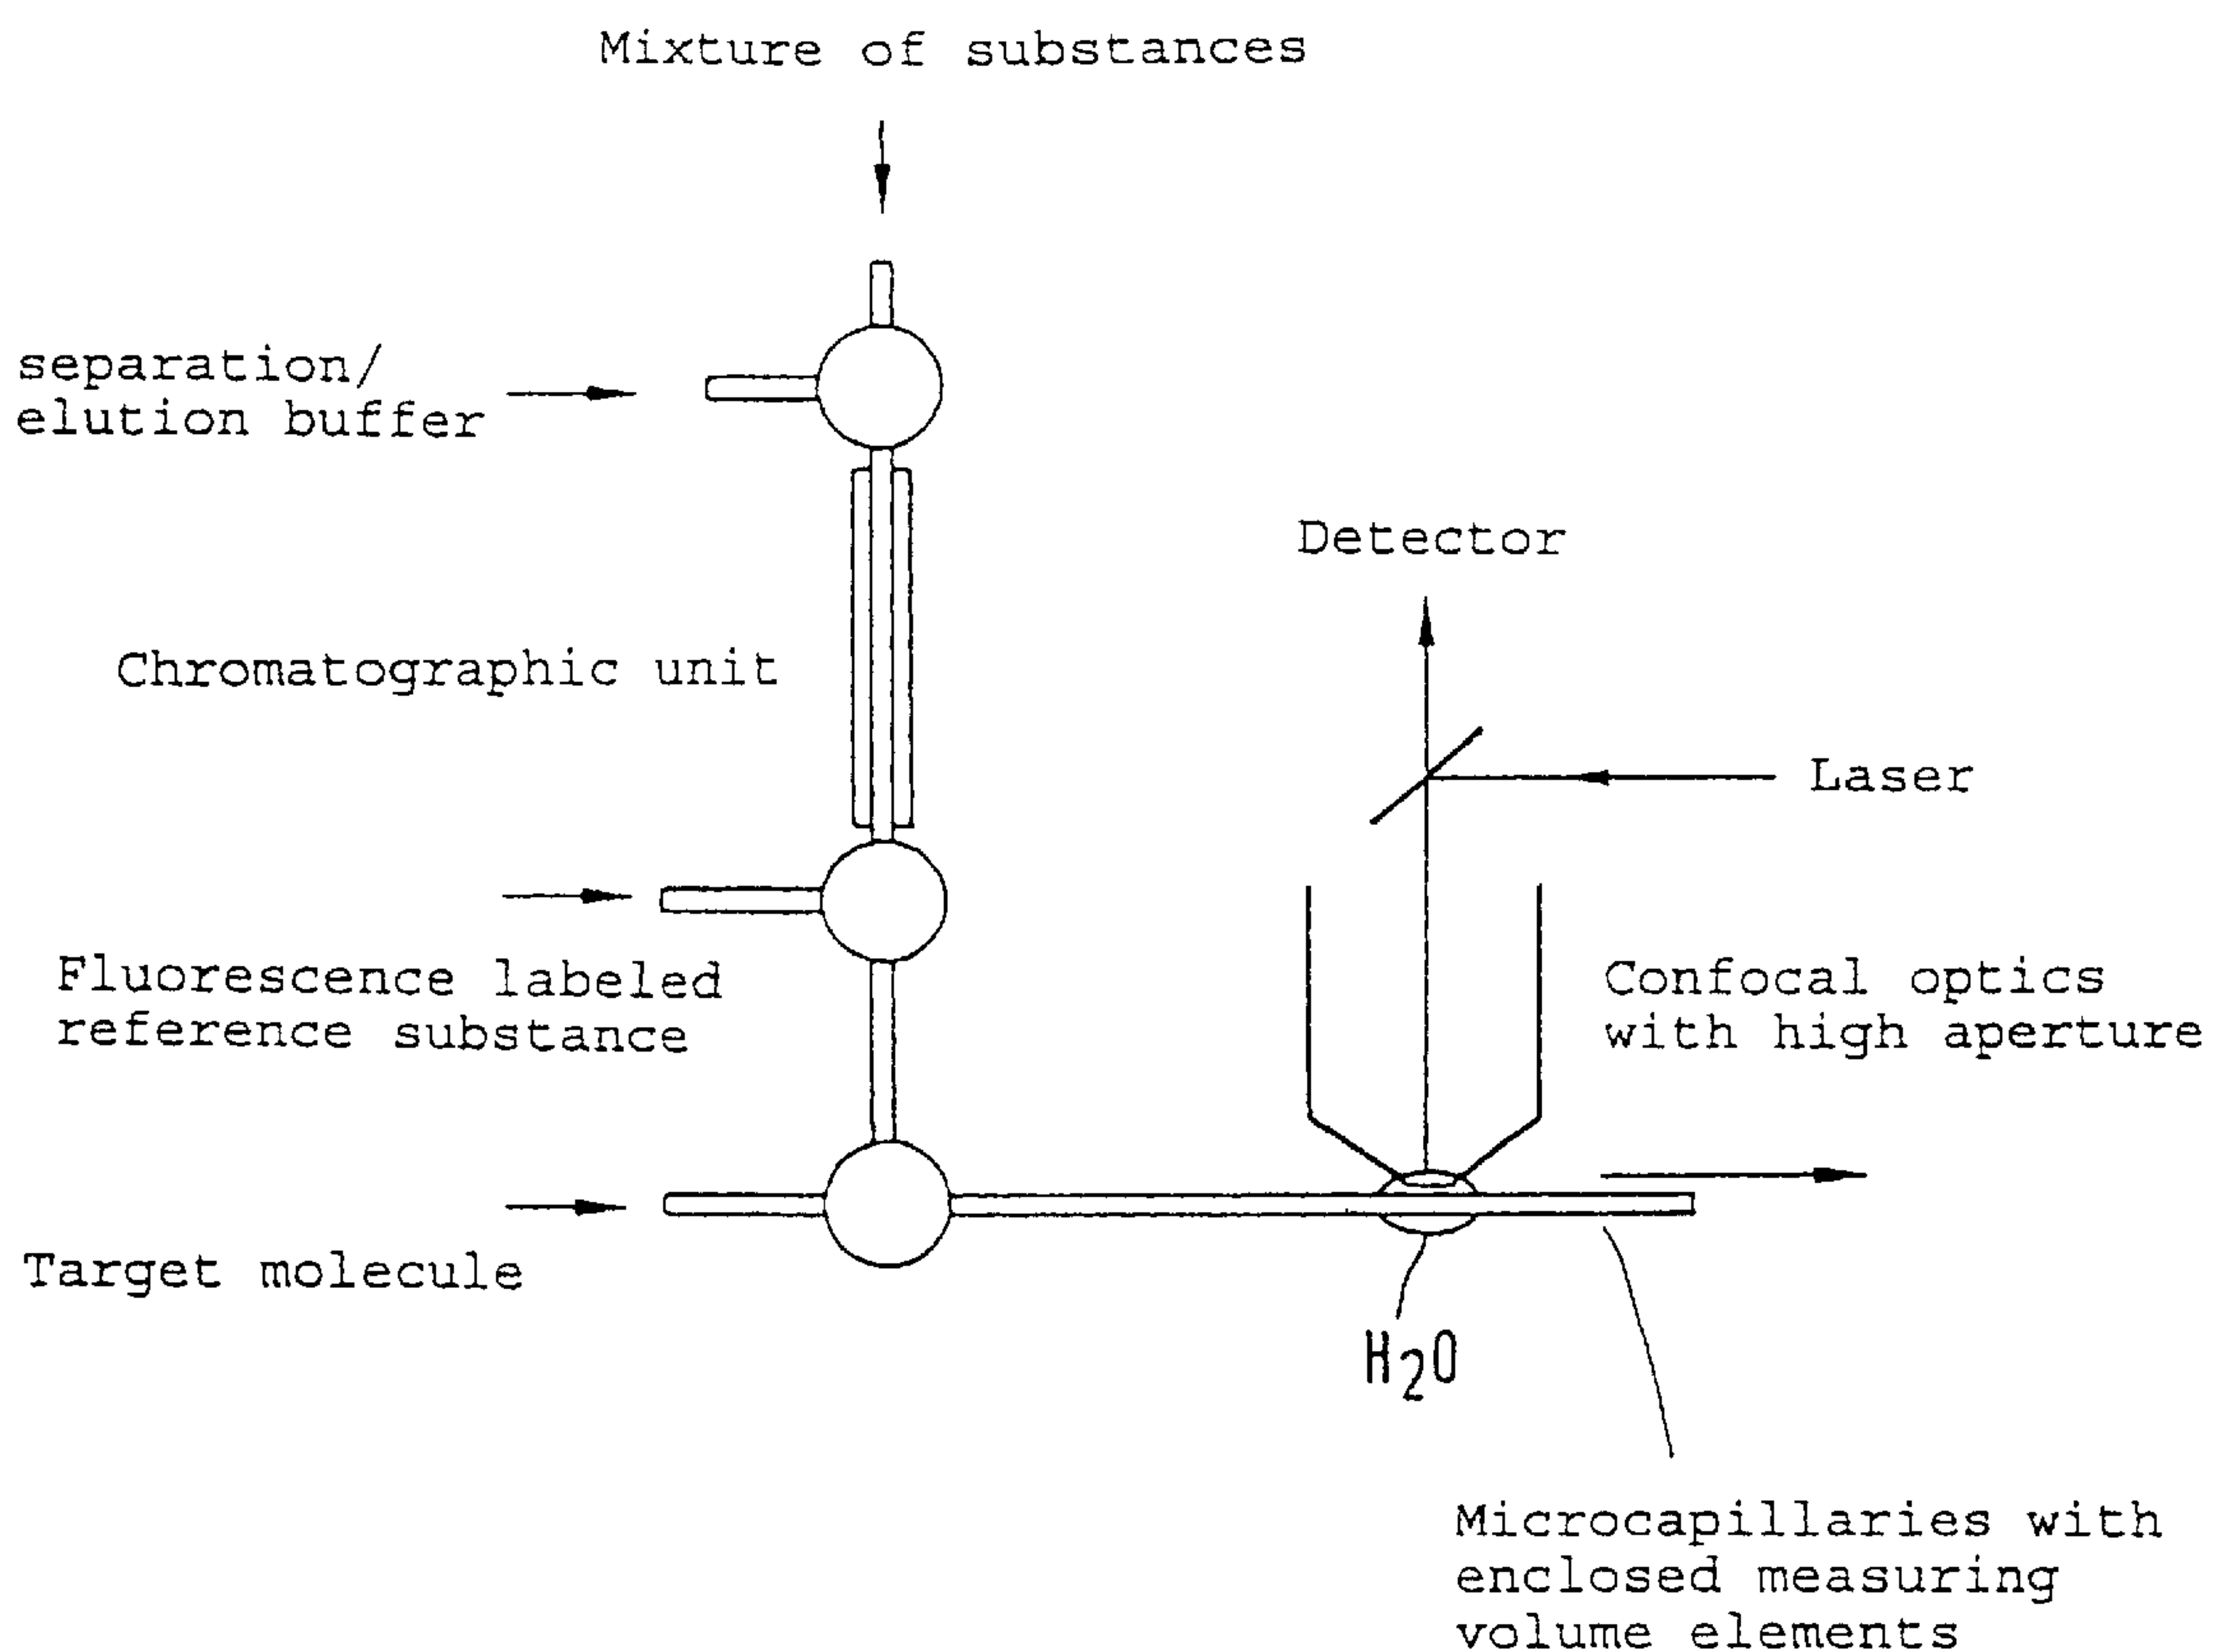 Mixture of substances
separation/
elution buffer
Detector
Chromatographic unit
Laser
Fluorescence labeled
reference substance
Confocal optics
with high aperture
Target molecule
H2O
Microcapillaries with
enclosed measuring
volume elements